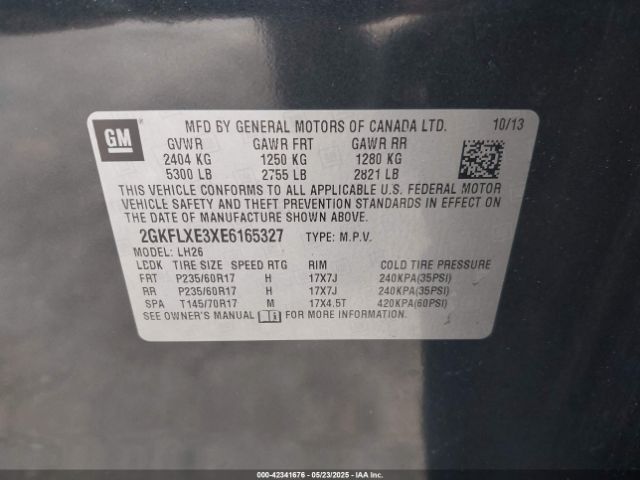 GM
MFD BY GENERAL MOTORS OF CANADA LTD. 10/13
GVWR GAWR FRT GAWR RR
2404 KG 1250 KG 1280 KG
5300 LB 2755 LB 2821 LB
THIS VEHICLE CONFORMS TO ALL APPLICABLE U.S. FEDERAL MOTOR
VEHICLE SAFETY AND THEFT PREVENTION STANDARDS IN EFFECT ON
THE DATE OF MANUFACTURE SHOWN ABOVE.
2GKFLXE3XE6165327 TYPE: M.P.V.
MODEL: LH26
LCDK TIRE SIZE SPEED RTG RIM COLD TIRE PRESSURE
FRT P235/60R17 H 17X7J 240KPA(35PSI)
RR P235/60R17 H 17X7J 240KPA(35PSI)
SPA T145/70R17 M 17X4.5T 420KPA(60PSI)
SEE OWNER'S MANUAL FOR MORE INFORMATION.
000-42341676 - 05/23/2025 - IAAI.com